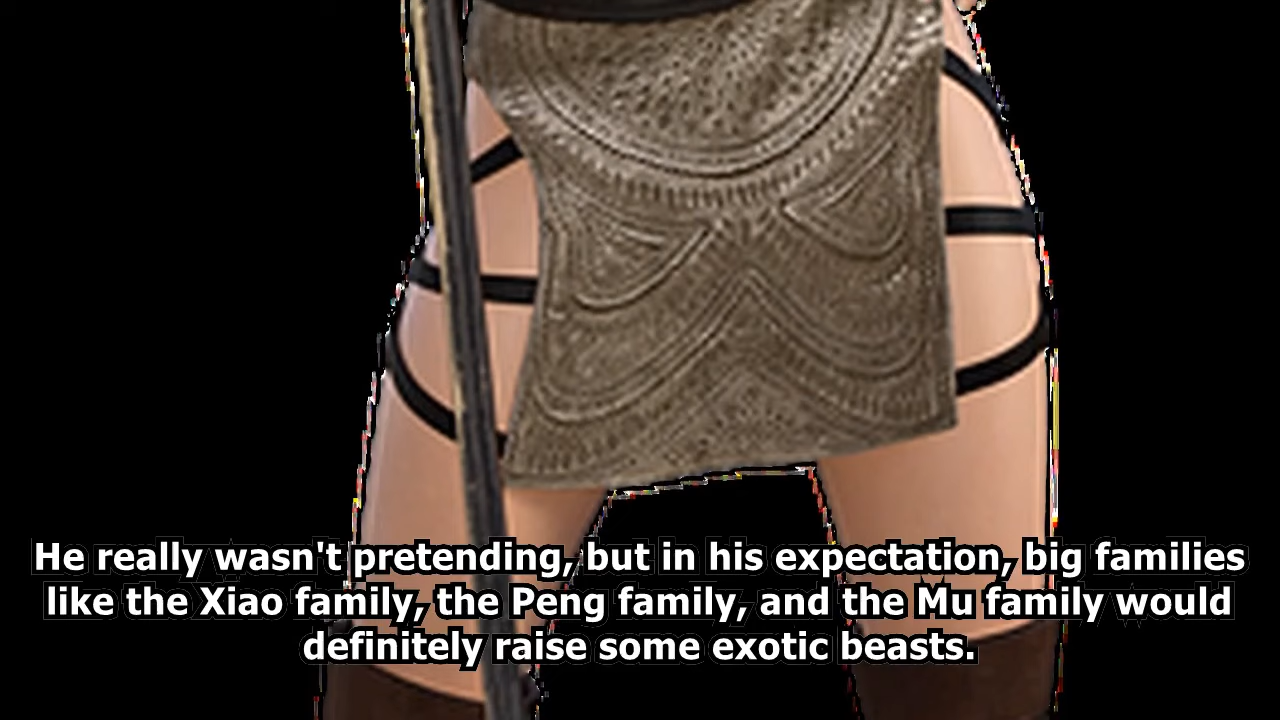 He really wasn't pretending, but in his expectation, big families
like the Xiao family, the Peng family, and the Mu family would
definitely raise some exotic beasts.